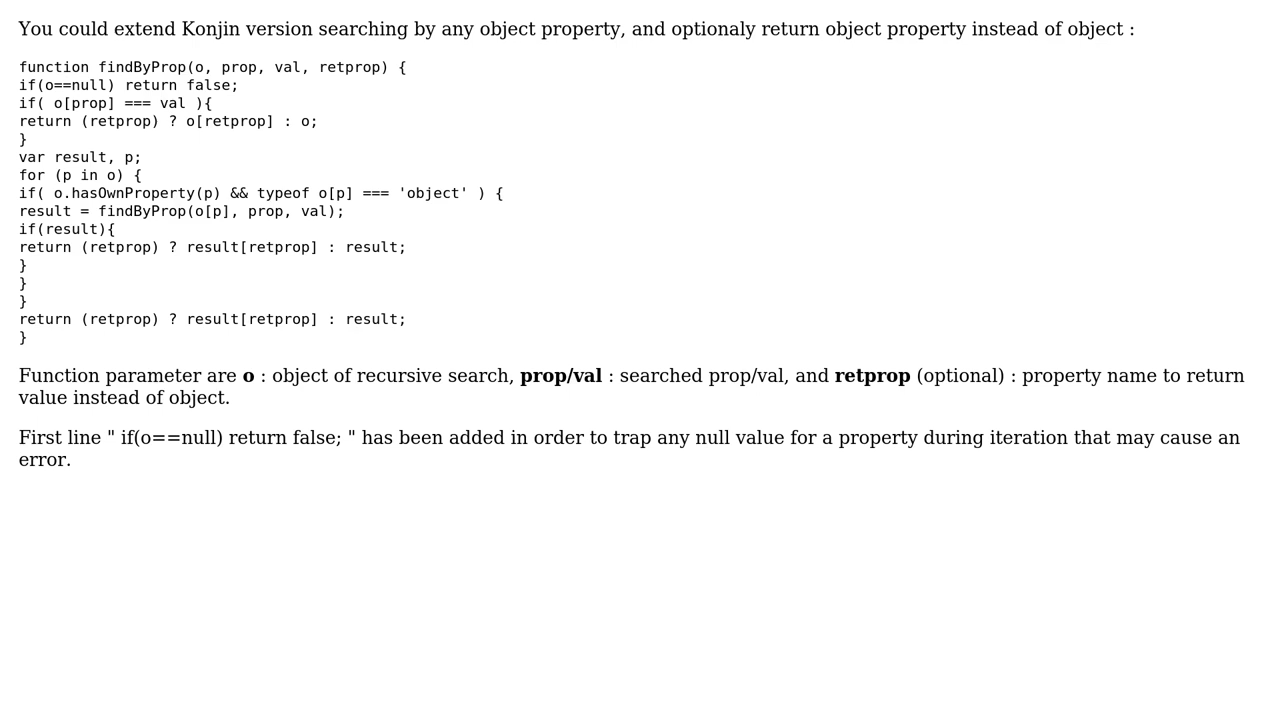 You could extend Konjin version searching by any object property, and optionaly return object property instead of object :
function findByProp(o, prop, val, retprop) {
if(o==null) return false;
if( o[prop] === val ){
return (retprop) ? o[retprop] : o;
}
var result, p;
for (p in o) {
if( o.hasOwnProperty(p) && typeof o[p] === 'object' ) {
result = findByProp(o[p], prop, val);
if(result){
return (retprop) ? result[retprop] : result;
}
}
}
return (retprop) ? result[retprop] : result;
}
Function parameter are o : object of recursive search, prop/val : searched prop/val, and retprop (optional) : property name to return
value instead of object.
First line " if(o==null) return false; " has been added in order to trap any null value for a property during iteration that may cause an
error.